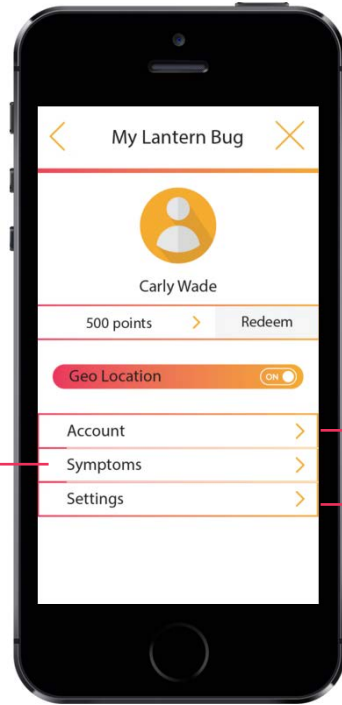 My Lantern Bug
Carly Wade
500 points Redeem
Geo Location ON
Account
Symptoms
Settings